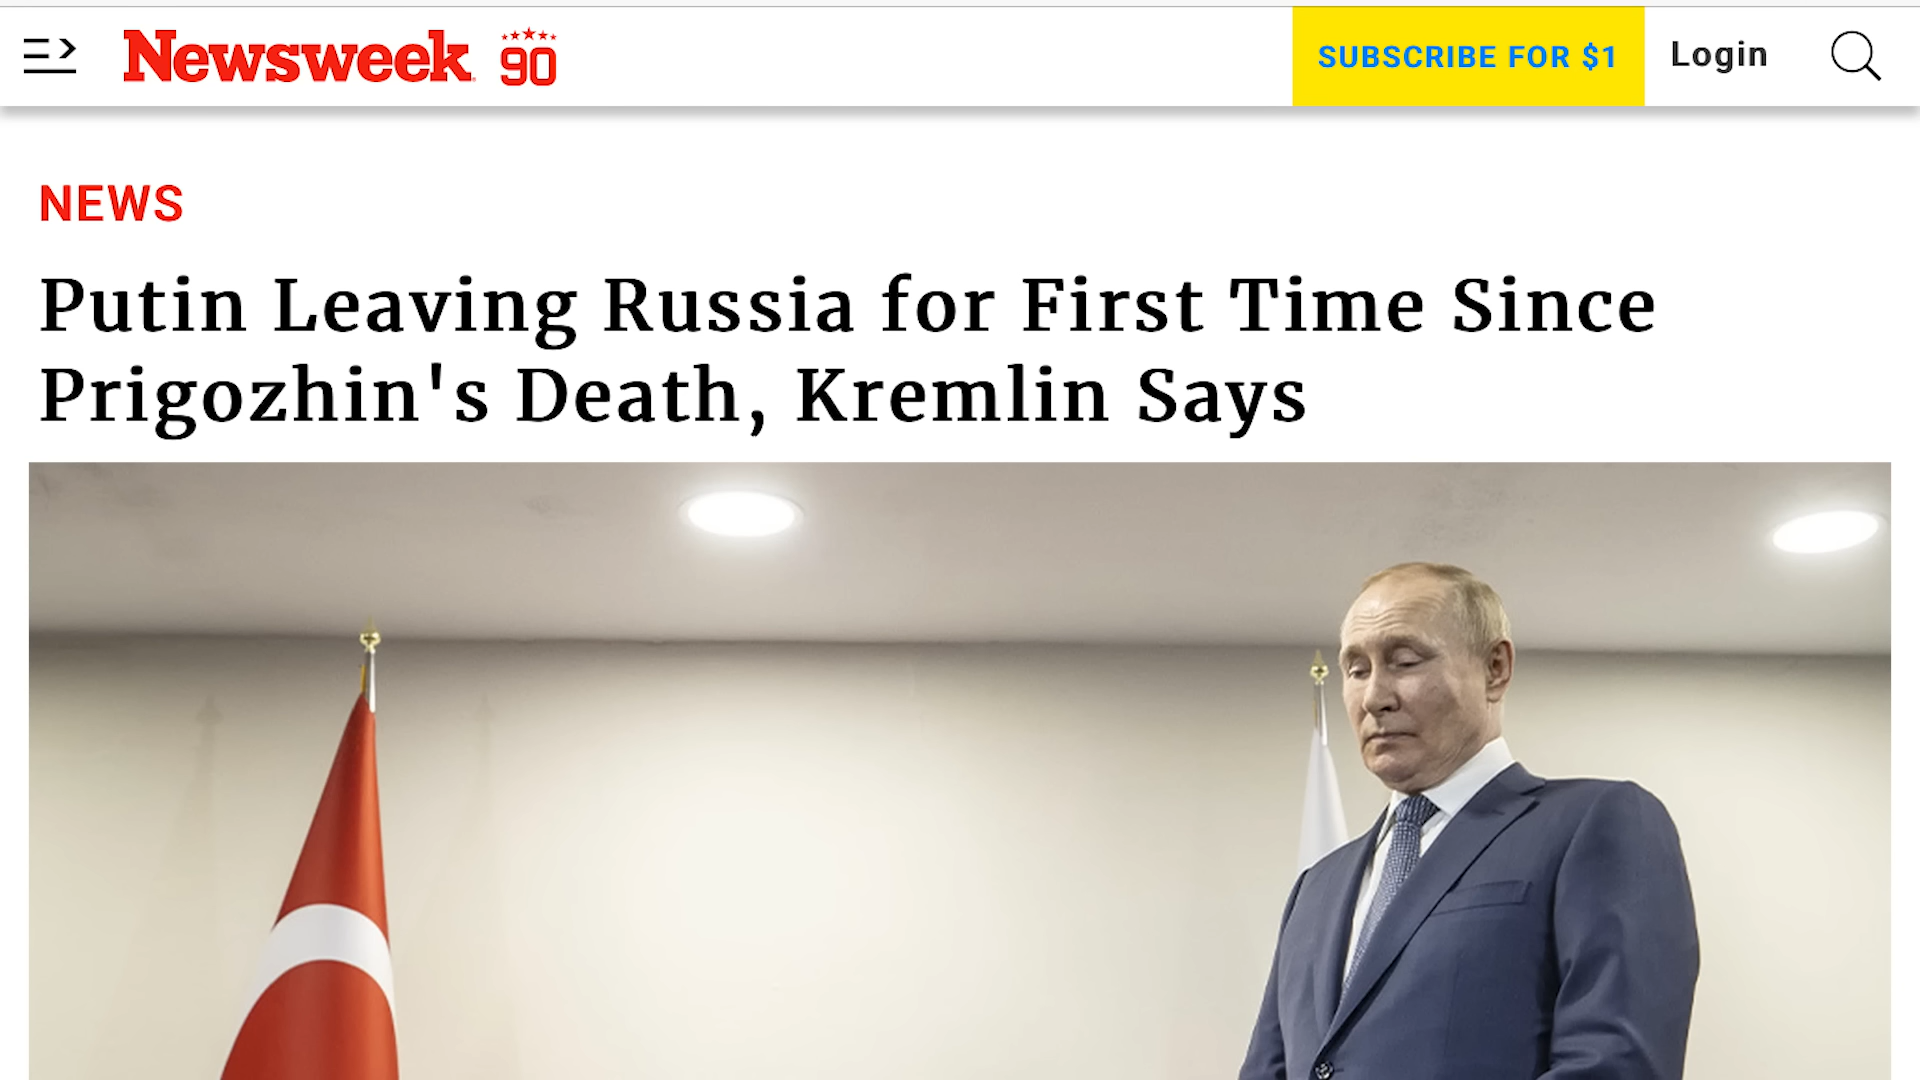 Newsweek 90
SUBSCRIBE FOR $1
Login
NEWS
Putin Leaving Russia for First Time Since
Prigozhin's Death, Kremlin Says